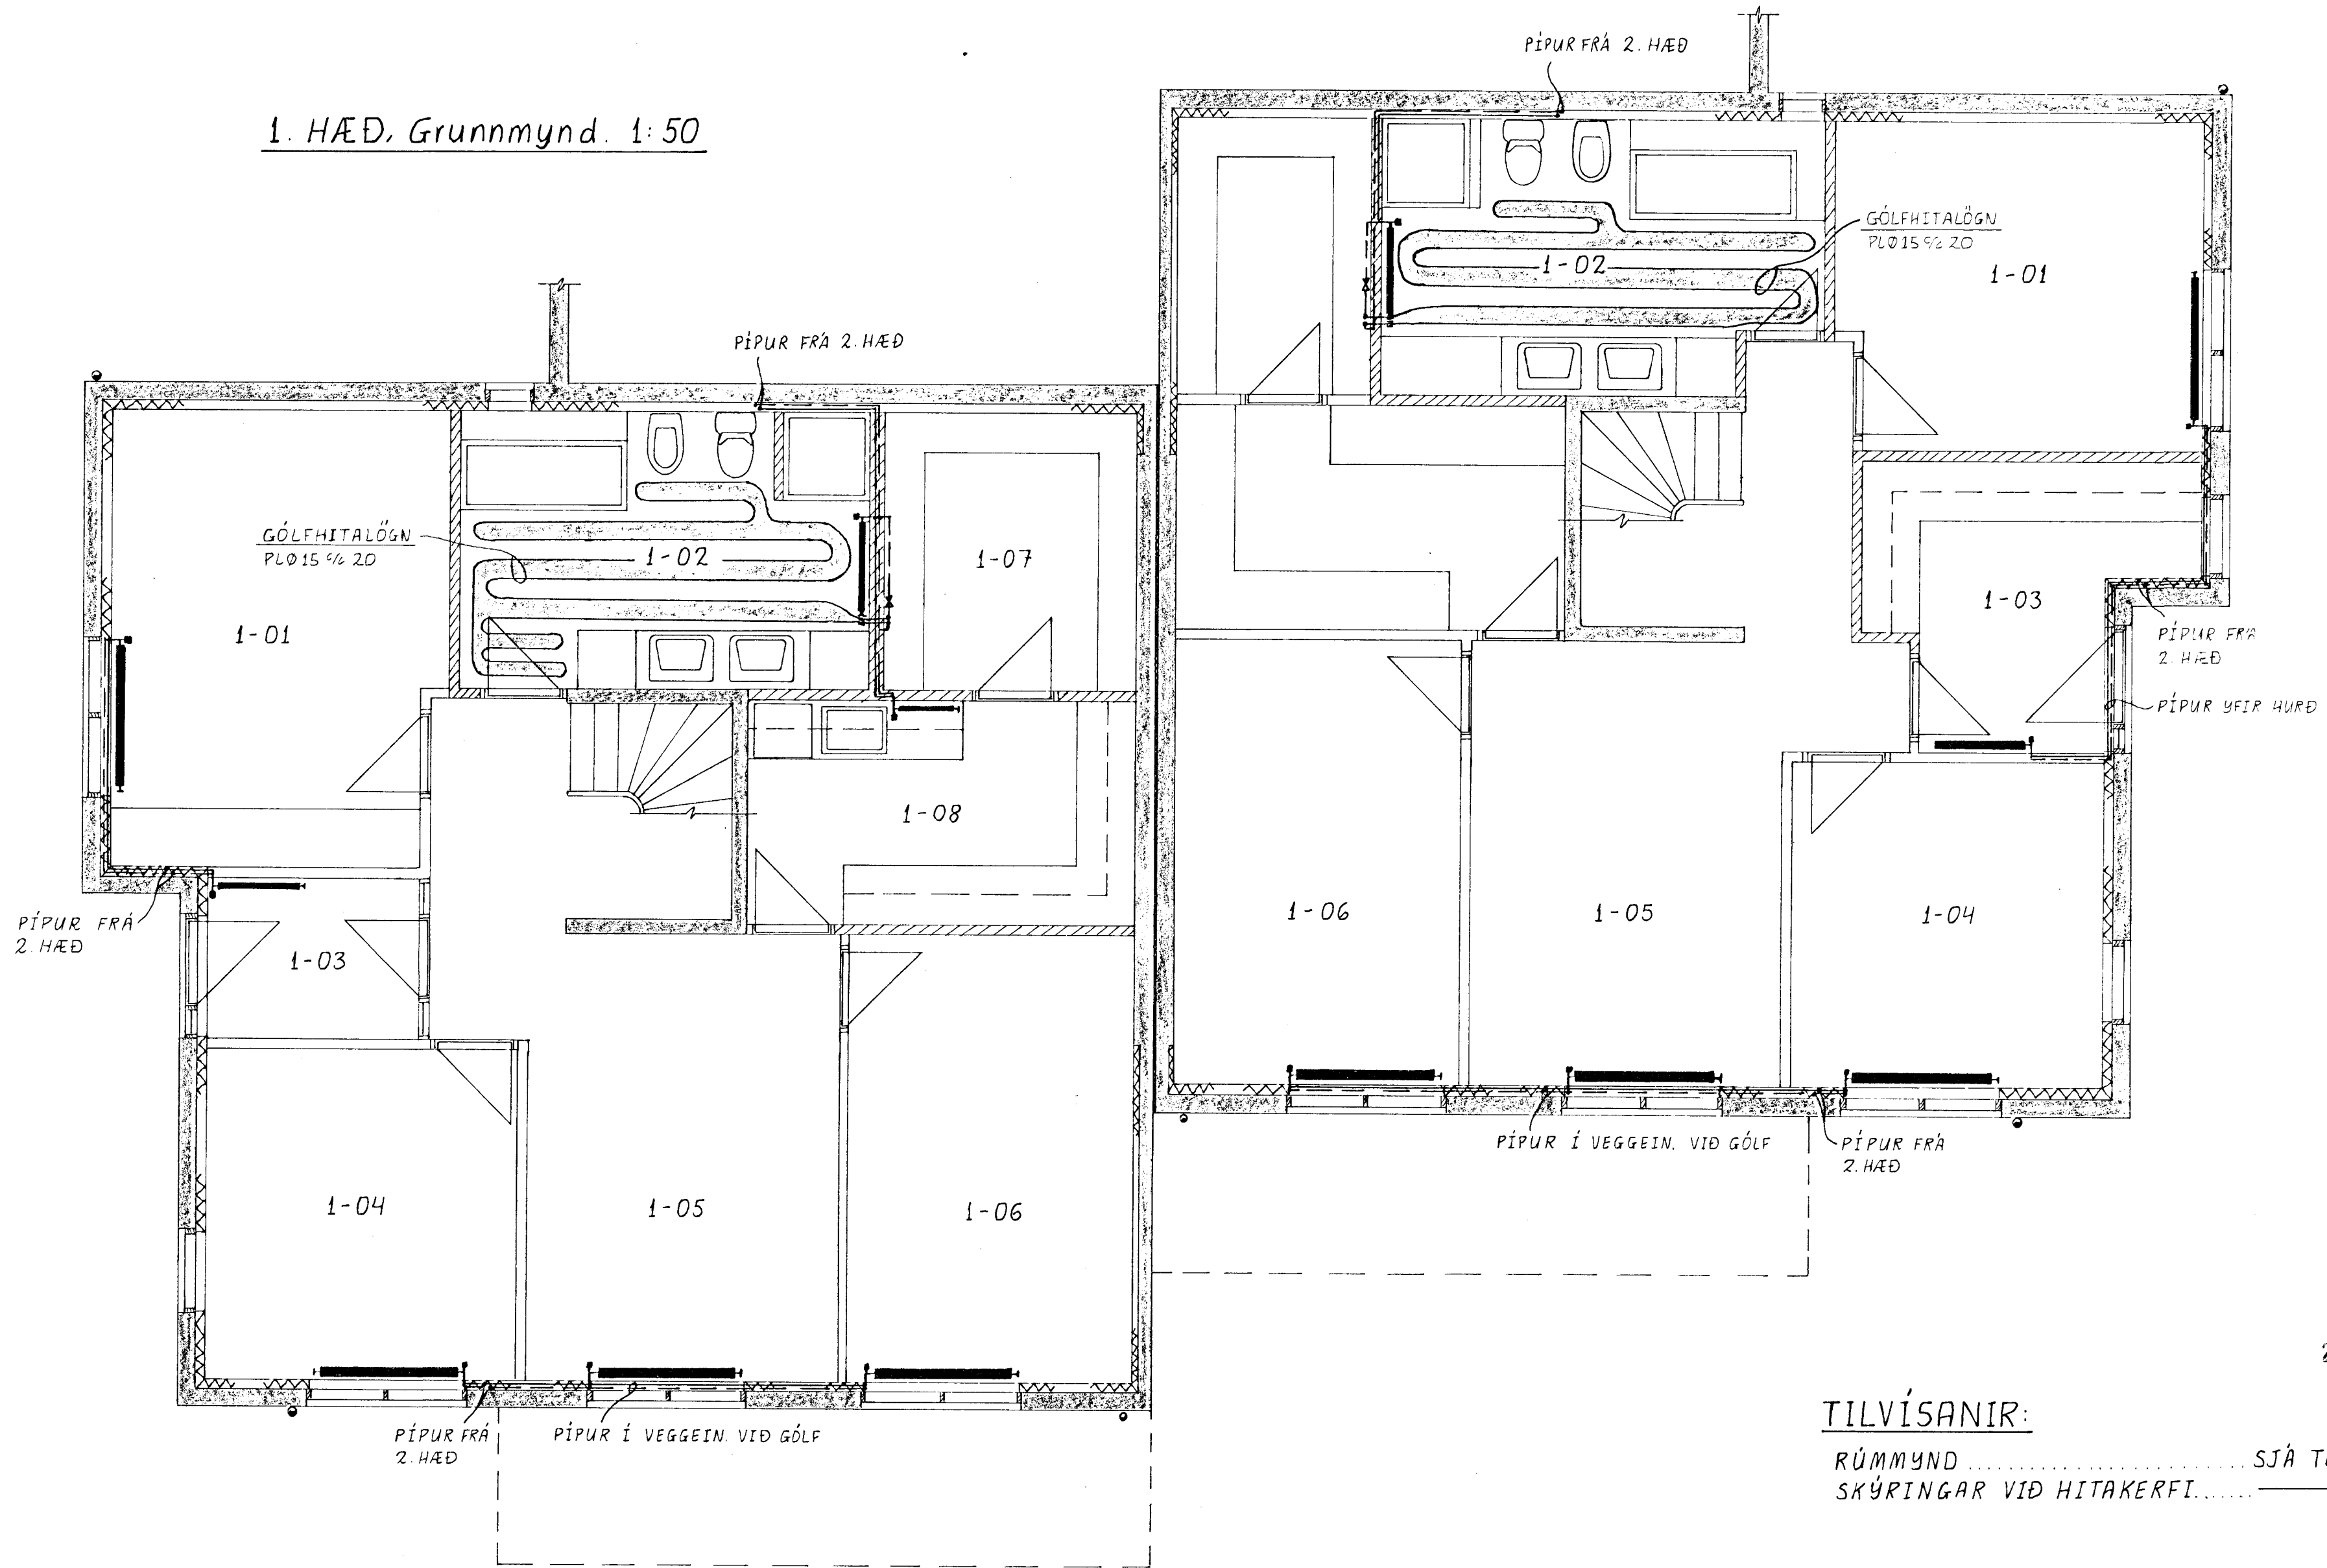 1. HÆÐ, Grunnmynd. 1:50
PÍPUR FRÁ 2. HÆÐ
GÓLFHITALÖGN
PLØ15 c/c 20
1-02
1-01
PÍPUR FRÁ 2. HÆÐ
GÓLFHITALÖGN
PLØ15 c/c 20
1-02
1-07
1-01
1-03
PÍPUR FRÁ
2. HÆÐ
PÍPUR YFIR HURÐ
1-08
PÍPUR FRÁ
2. HÆÐ
1-03
1-06
1-05
1-04
PÍPUR Í VEGGEIN. VIÐ GÓLF
PÍPUR FRÁ
2. HÆÐ
1-04
1-05
1-06
PÍPUR FRÁ
2. HÆÐ
PÍPUR Í VEGGEIN. VIÐ GÓLF
TILVÍSANIR:
RÚMMYND .......................... SJÁ
SKÝRINGAR VIÐ HITAKERFI.......